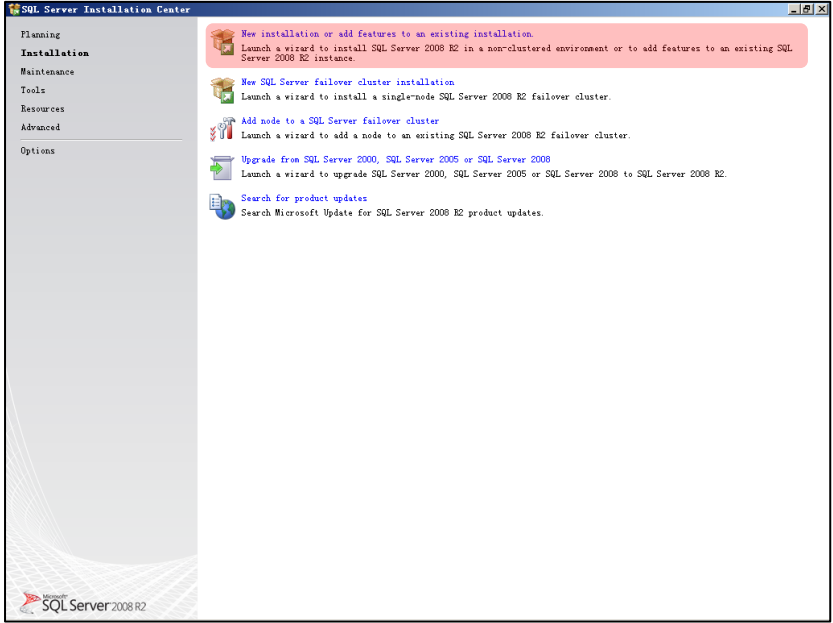 SQL Server Installation Center
Planning
Installation
Maintenance
Tools
Resources
Advanced
Options
New installation or add features to an existing installation.
Launch a wizard to install SQL Server 2008 R2 in a non-clustered environment or to add features to an existing SQL
Server 2008 R2 instance.
New SQL Server failover cluster installation
Launch a wizard to install a single-node SQL Server 2008 R2 failover cluster.
Add node to a SQL Server failover cluster
Launch a wizard to add a node to an existing SQL Server 2008 R2 failover cluster.
Upgrade from SQL Server 2000, SQL Server 2005 or SQL Server 2008
Launch a wizard to upgrade SQL Server 2000, SQL Server 2005 or SQL Server 2008 to SQL Server 2008 R2.
Search for product updates
Search Microsoft Update for SQL Server 2008 R2 product updates.
Microsoft
SQL Server 2008 R2